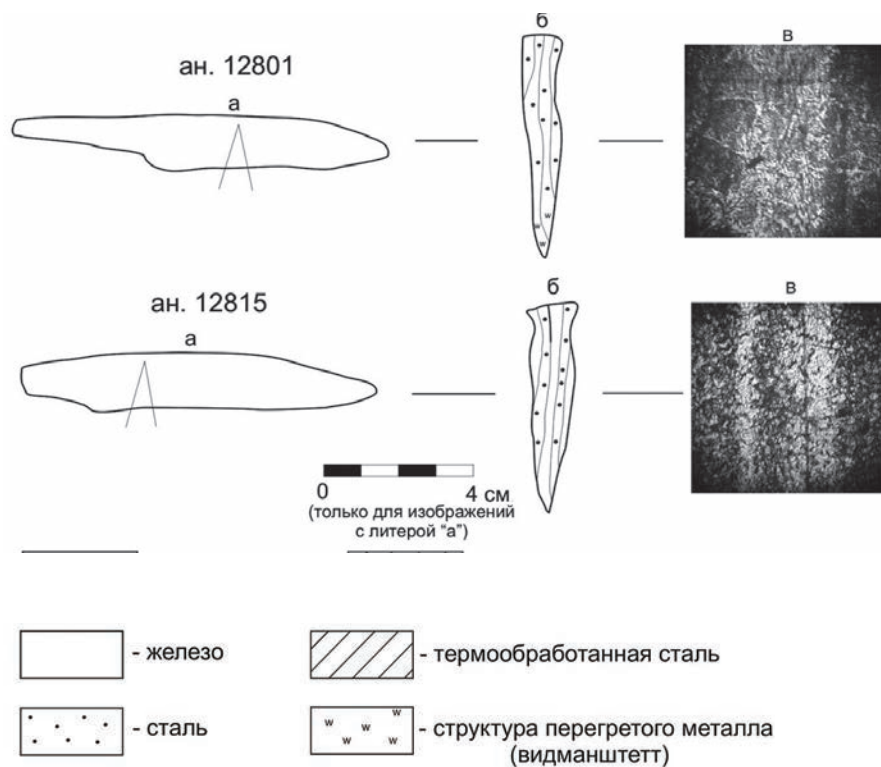 ан. 12801
а
б
в
ан. 12815
а
б
в
0 4 см
(только для изображений
с литерой "а")
- железо
- термообработанная сталь
- сталь
w w w w w
- структура перегретого металла
(видманштетт)